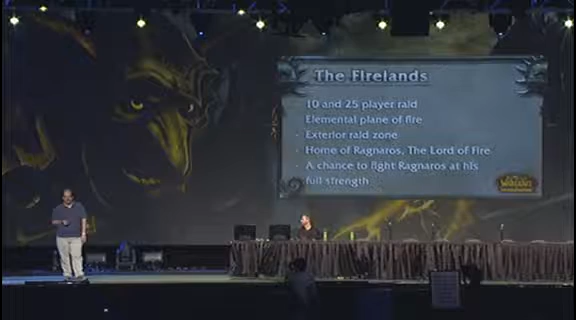 The Firelands
10 and 25 player raid
Elemental plane of fire
Exterior raid zone
Home of Ragnaros, The Lord of Fire
A chance to fight Ragnaros at his
full strength
WARCRAFT